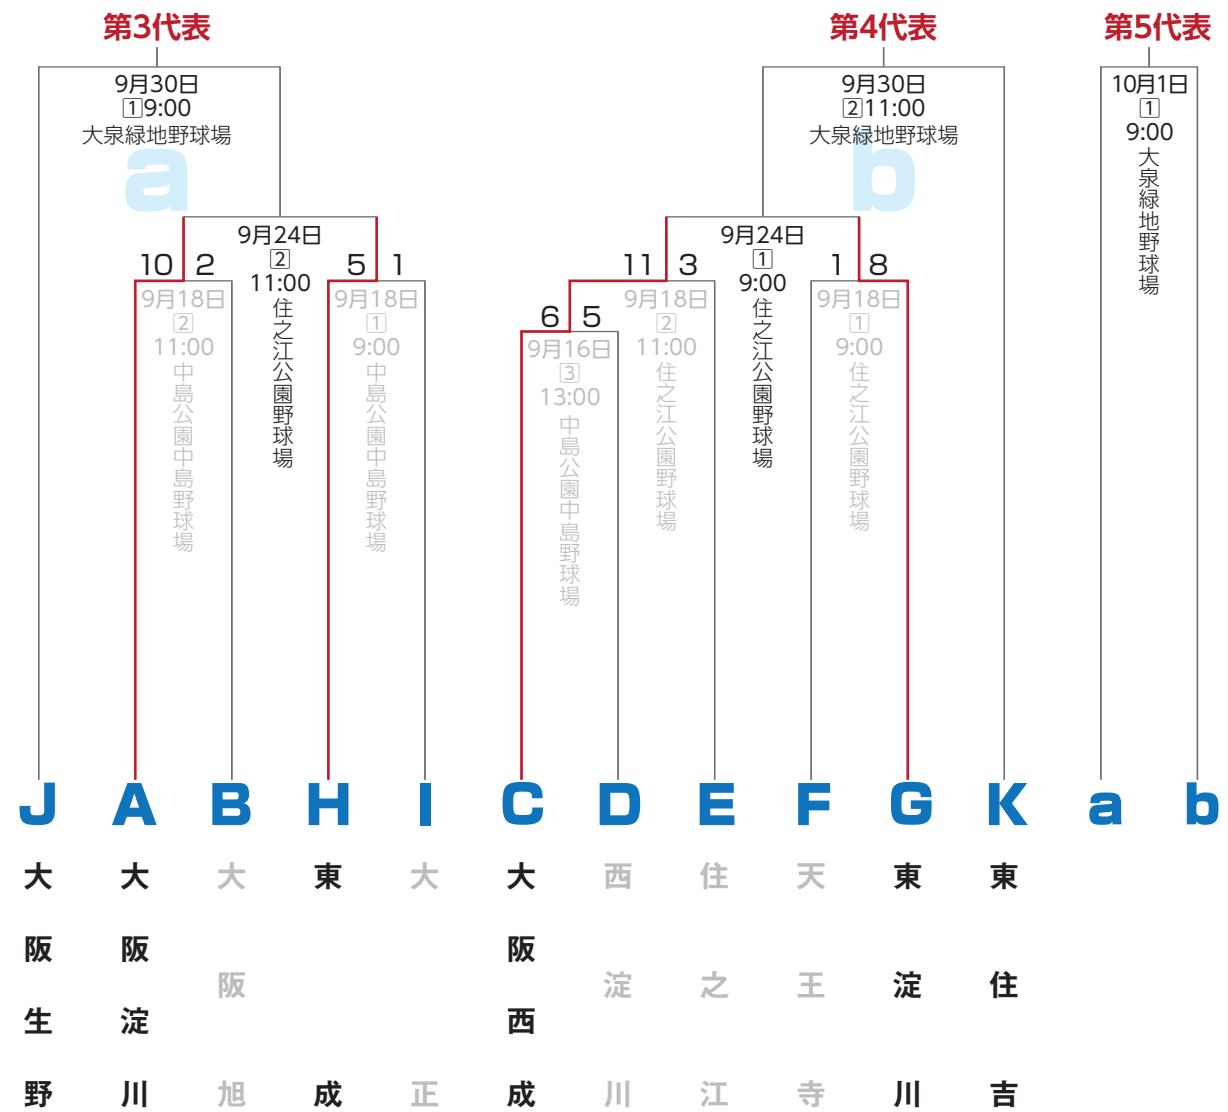 第3代表
第4代表
第5代表
9月30日
1 9:00
大泉緑地野球場
a
9月30日
2 11:00
大泉緑地野球場
b
10月1日
1
9:00
大泉緑地野球場
9月24日
2
11:00
住之江公園野球場
9月24日
1
9:00
住之江公園野球場
10 2
9月18日
2
11:00
中島公園中島野球場
5 1
9月18日
1
9:00
中島公園中島野球場
6 5
9月16日
3
13:00
中島公園中島野球場
11 3
9月18日
2
11:00
住之江公園野球場
1 8
9月18日
1
9:00
住之江公園野球場
J A B H I C D E F G K a b
大阪生野
大阪淀川
大阪旭
東成
大正
大阪西成
西淀川
住之江
天王寺
東淀川
東住吉